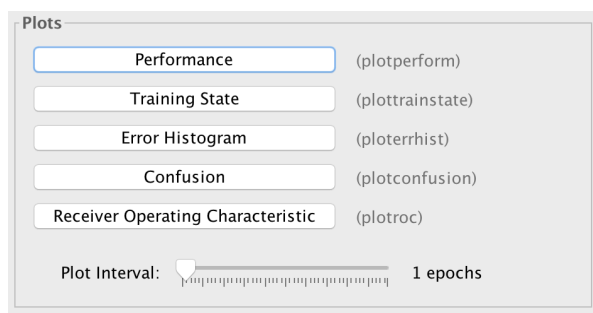 Plots
Performance (plotperform)
Training State (plottrainstate)
Error Histogram (ploterrhist)
Confusion (plotconfusion)
Receiver Operating Characteristic (plotroc)
Plot Interval: 1 epochs